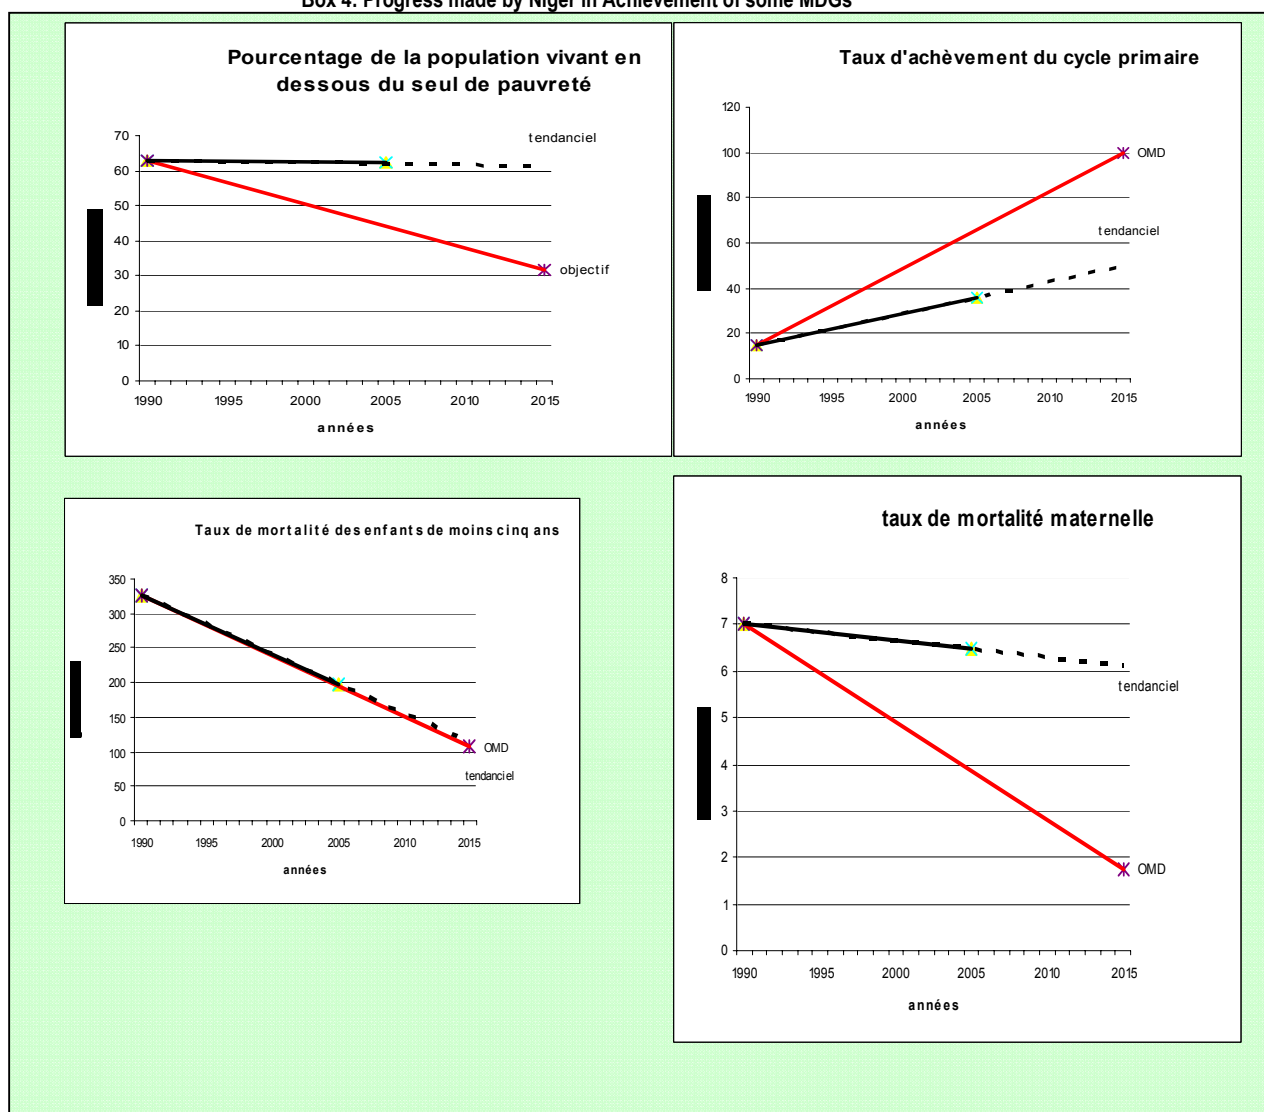 Box 4: Progress made by Niger in Achievement of some MDGs
Pourcentage de la population vivant en
dessous du seul de pauvreté
70
60
50
40
30
20
10
0
tendanciel
objectif
1990 1995 2000 2005 2010 2015
années
Taux d'achèvement du cycle primaire
120
100
80
60
40
20
0
OMD
tendanciel
1990 1995 2000 2005 2010 2015
années
Taux de mortalité des enfants de moins cinq ans
350
300
250
200
150
100
50
0
OMD
tendanciel
1990 1995 2000 2005 2010 2015
années
taux de mortalité maternelle
8
7
6
5
4
3
2
1
0
tendanciel
OMD
1990 1995 2000 2005 2010 2015
années